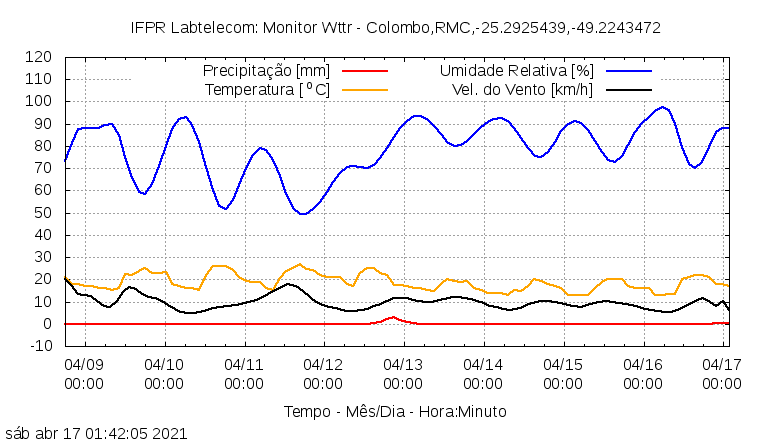 IFPR Labtelecom: Monitor Wttr - Colombo,RMC,-25.2925439,-49.2243472
120
110
100
90
80
70
60
50
40
30
20
10
0
-10
Precipitação [mm]
Temperatura [ºC]
Umidade Relativa [%]
Vel. do Vento [km/h]
04/09 04/10 04/11 04/12 04/13 04/14 04/15 04/16 04/17
00:00 00:00 00:00 00:00 00:00 00:00 00:00 00:00 00:00
Tempo - Mês/Dia - Hora:Minuto
sáb abr 17 01:42:05 2021